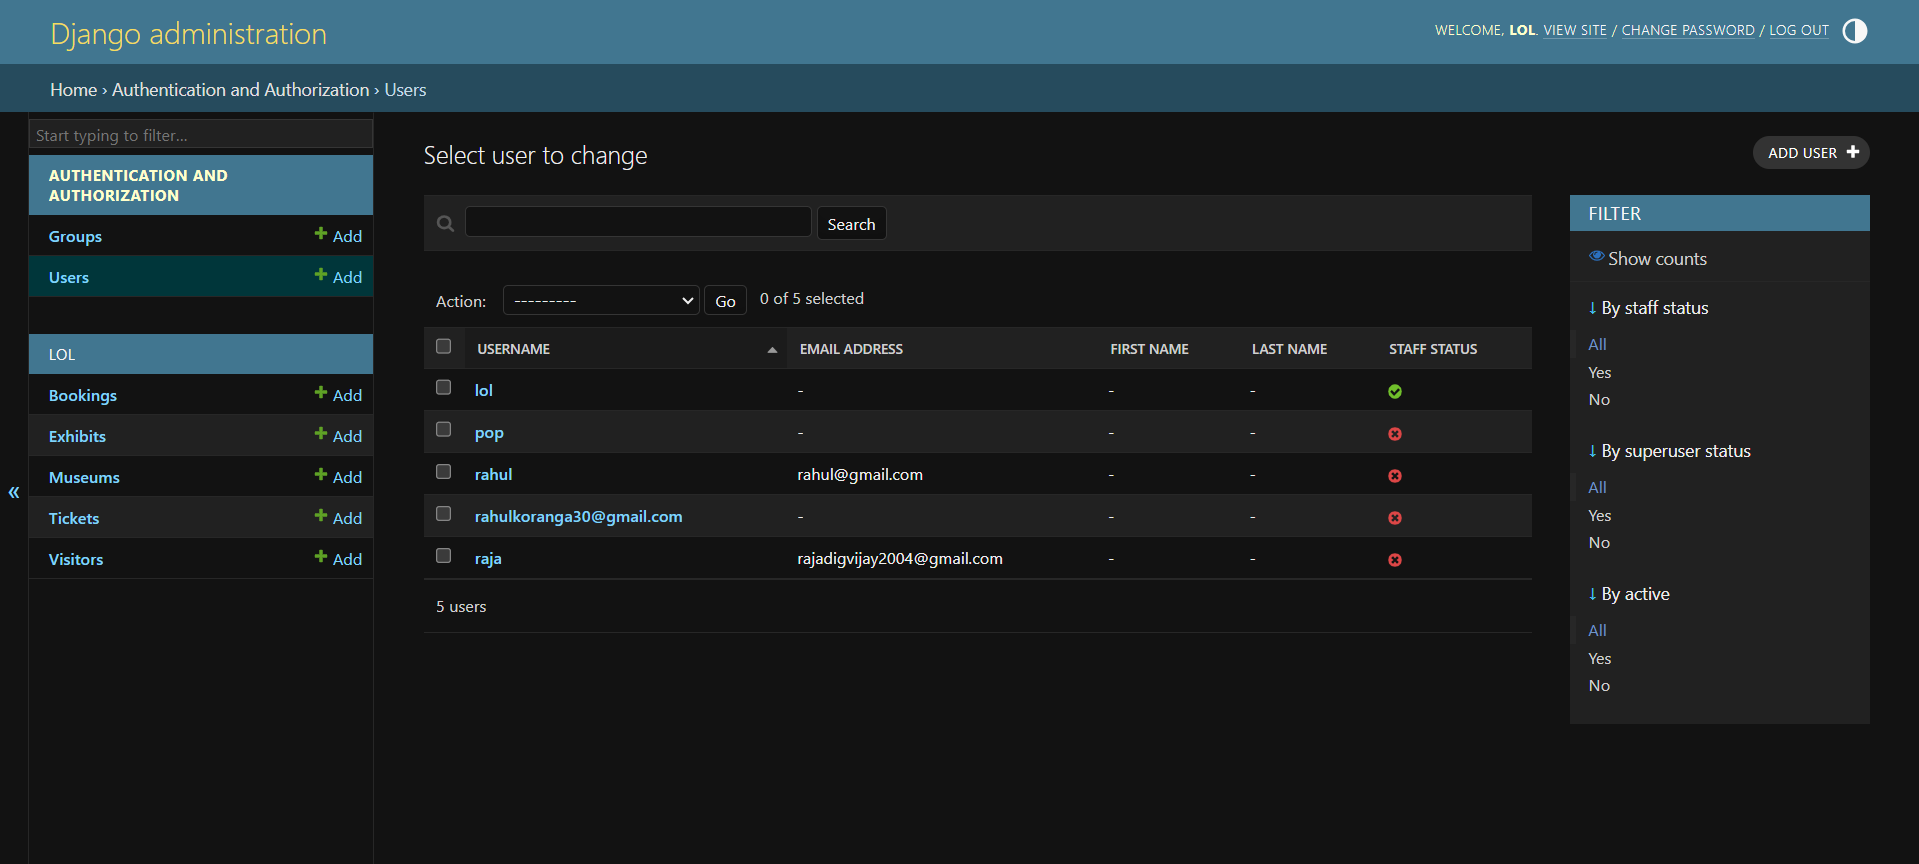 Django administration
WELCOME, LOL. VIEW SITE / CHANGE PASSWORD / LOG OUT
Home › Authentication and Authorization › Users
Start typing to filter...
AUTHENTICATION AND
AUTHORIZATION
Groups + Add
Users + Add
LOL
Bookings + Add
Exhibits + Add
Museums + Add
Tickets + Add
Visitors + Add
«
Select user to change
ADD USER +
Search
Action: --------- Go 0 of 5 selected
USERNAME EMAIL ADDRESS FIRST NAME LAST NAME STAFF STATUS
lol - - -
pop - - -
rahul rahul@gmail.com - -
rahulkoranga30@gmail.com - - -
raja rajadigvijay2004@gmail.com - -
5 users
FILTER
Show counts
↓ By staff status
All
Yes
No
↓ By superuser status
All
Yes
No
↓ By active
All
Yes
No